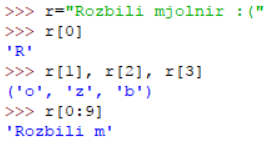 >>> r="Rozbili mjolnir :("
>>> r[0]
'R'
>>> r[1], r[2], r[3]
('o', 'z', 'b')
>>> r[0:9]
'Rozbili m'